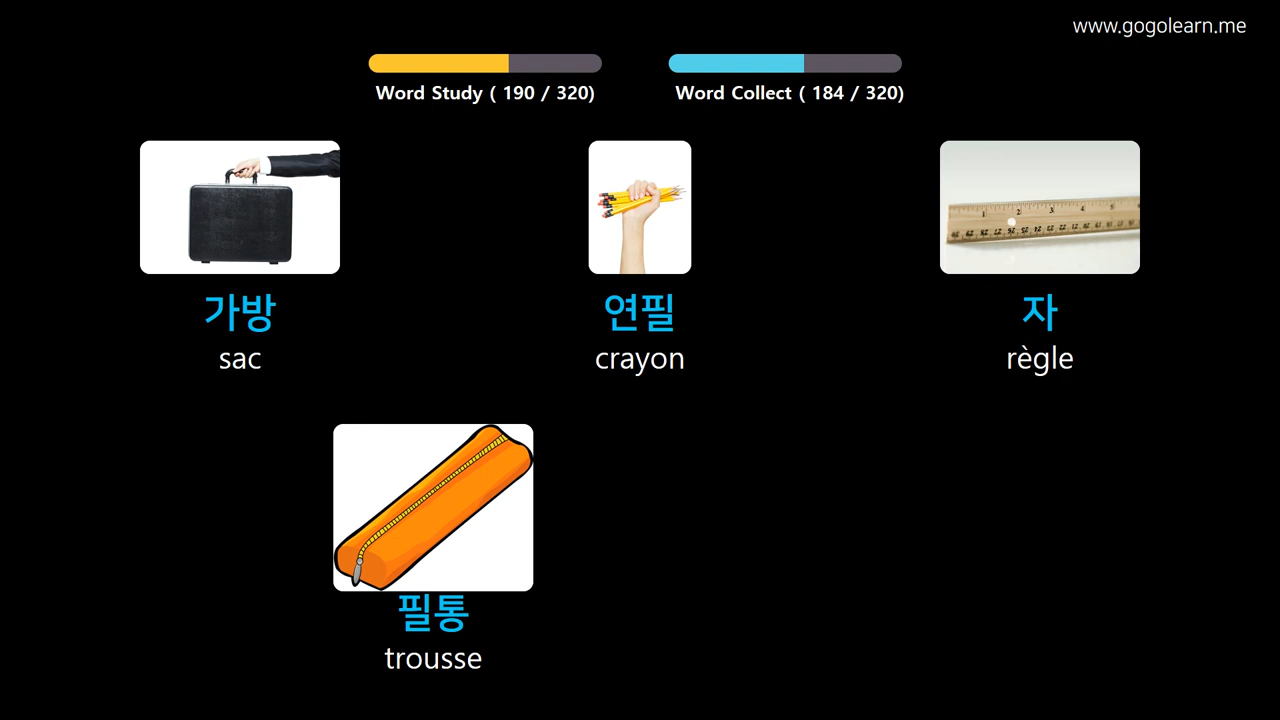 www.gogolearn.me
Word Study ( 190 / 320)
Word Collect ( 184 / 320)
가방
sac
연필
crayon
자
règle
필통
trousse